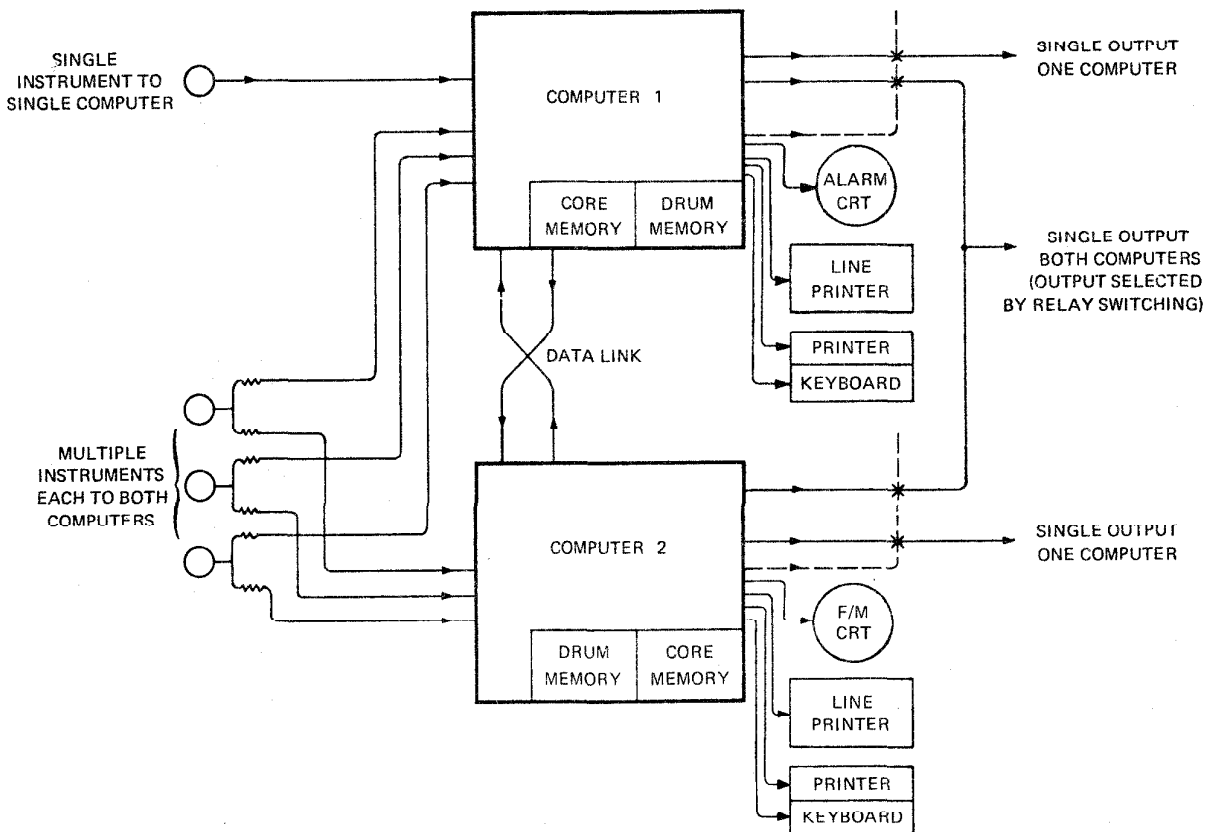 SINGLE
INSTRUMENT TO
SINGLE COMPUTER
COMPUTER 1
CORE
MEMORY
DRUM
MEMORY
SINGLE OUTPUT
ONE COMPUTER
ALARM
CRT
LINE
PRINTER
PRINTER
KEYBOARD
SINGLE OUTPUT
BOTH COMPUTERS
(OUTPUT SELECTED
BY RELAY SWITCHING)
DATA LINK
MULTIPLE
INSTRUMENTS
EACH TO BOTH
COMPUTERS
COMPUTER 2
DRUM
MEMORY
CORE
MEMORY
SINGLE OUTPUT
ONE COMPUTER
F/M
CRT
LINE
PRINTER
PRINTER
KEYBOARD